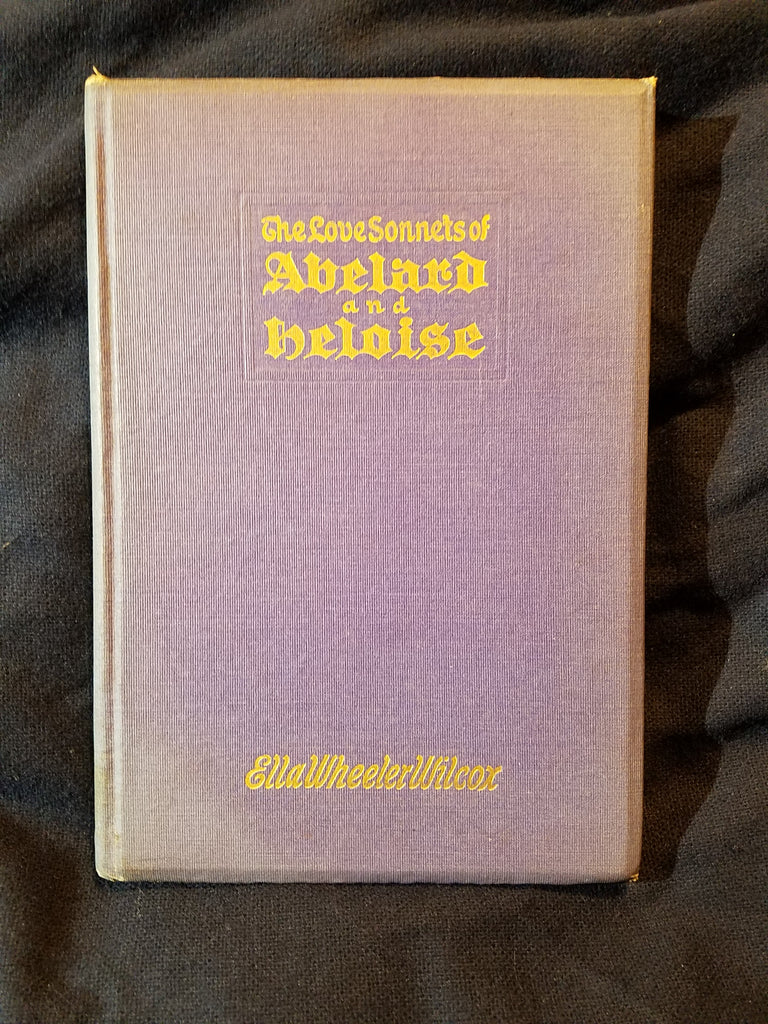 The Love Sonnets of
Abelard
and
Heloise
Ella Wheeler Wilcox